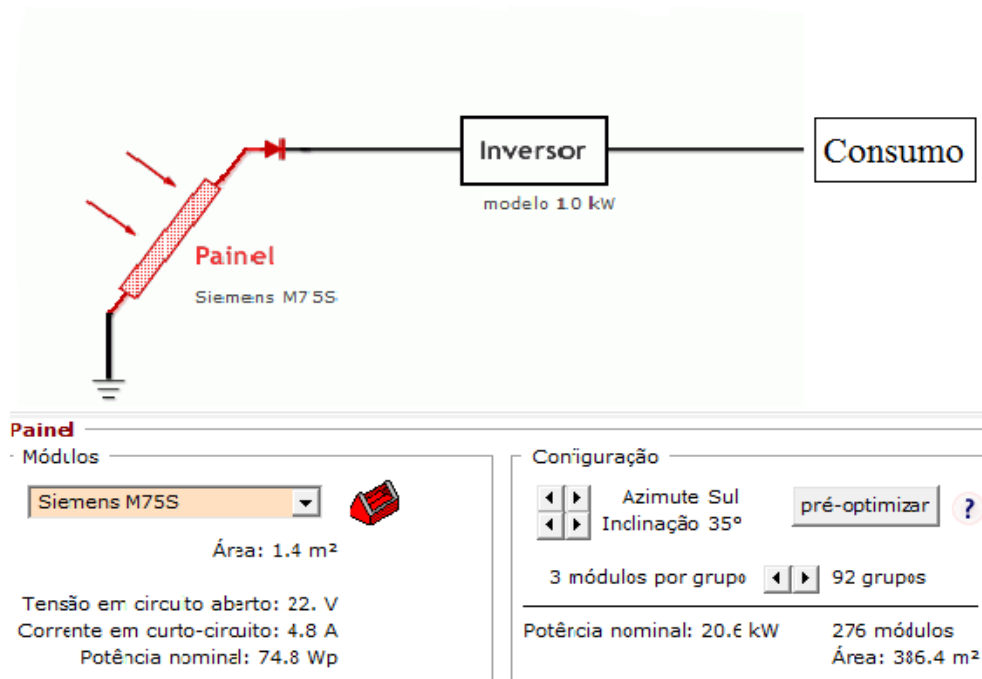 Inversor
Consumo
modelo 1.0 kW
Painel
Siemens M75S
Painel
Módulos
Siemens M75S
Área: 1.4 m²
Tensão em circuito aberto: 22. V
Corrente em curto-circuito: 4.8 A
Potência nominal: 74.8 Wp
Configuração
Azimute Sul
Inclinação 35°
pré-optimizar
?
3 módulos por grupo
92 grupos
Potência nominal: 20.6 kW
276 módulos
Área: 386.4 m²